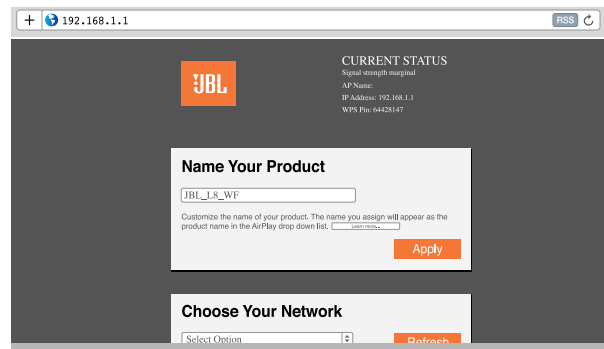 192.168.1.1
RSS
JBL
CURRENT STATUS
Signal strength marginal
AP Name:
IP Address: 192.168.1.1
WPS Pin: 64428147
Name Your Product
JBL_L8_WF
Customize the name of your product. The name you assign will appear as the
product name in the AirPlay drop down list. Learn more...
Apply
Choose Your Network
Select Option
Refresh